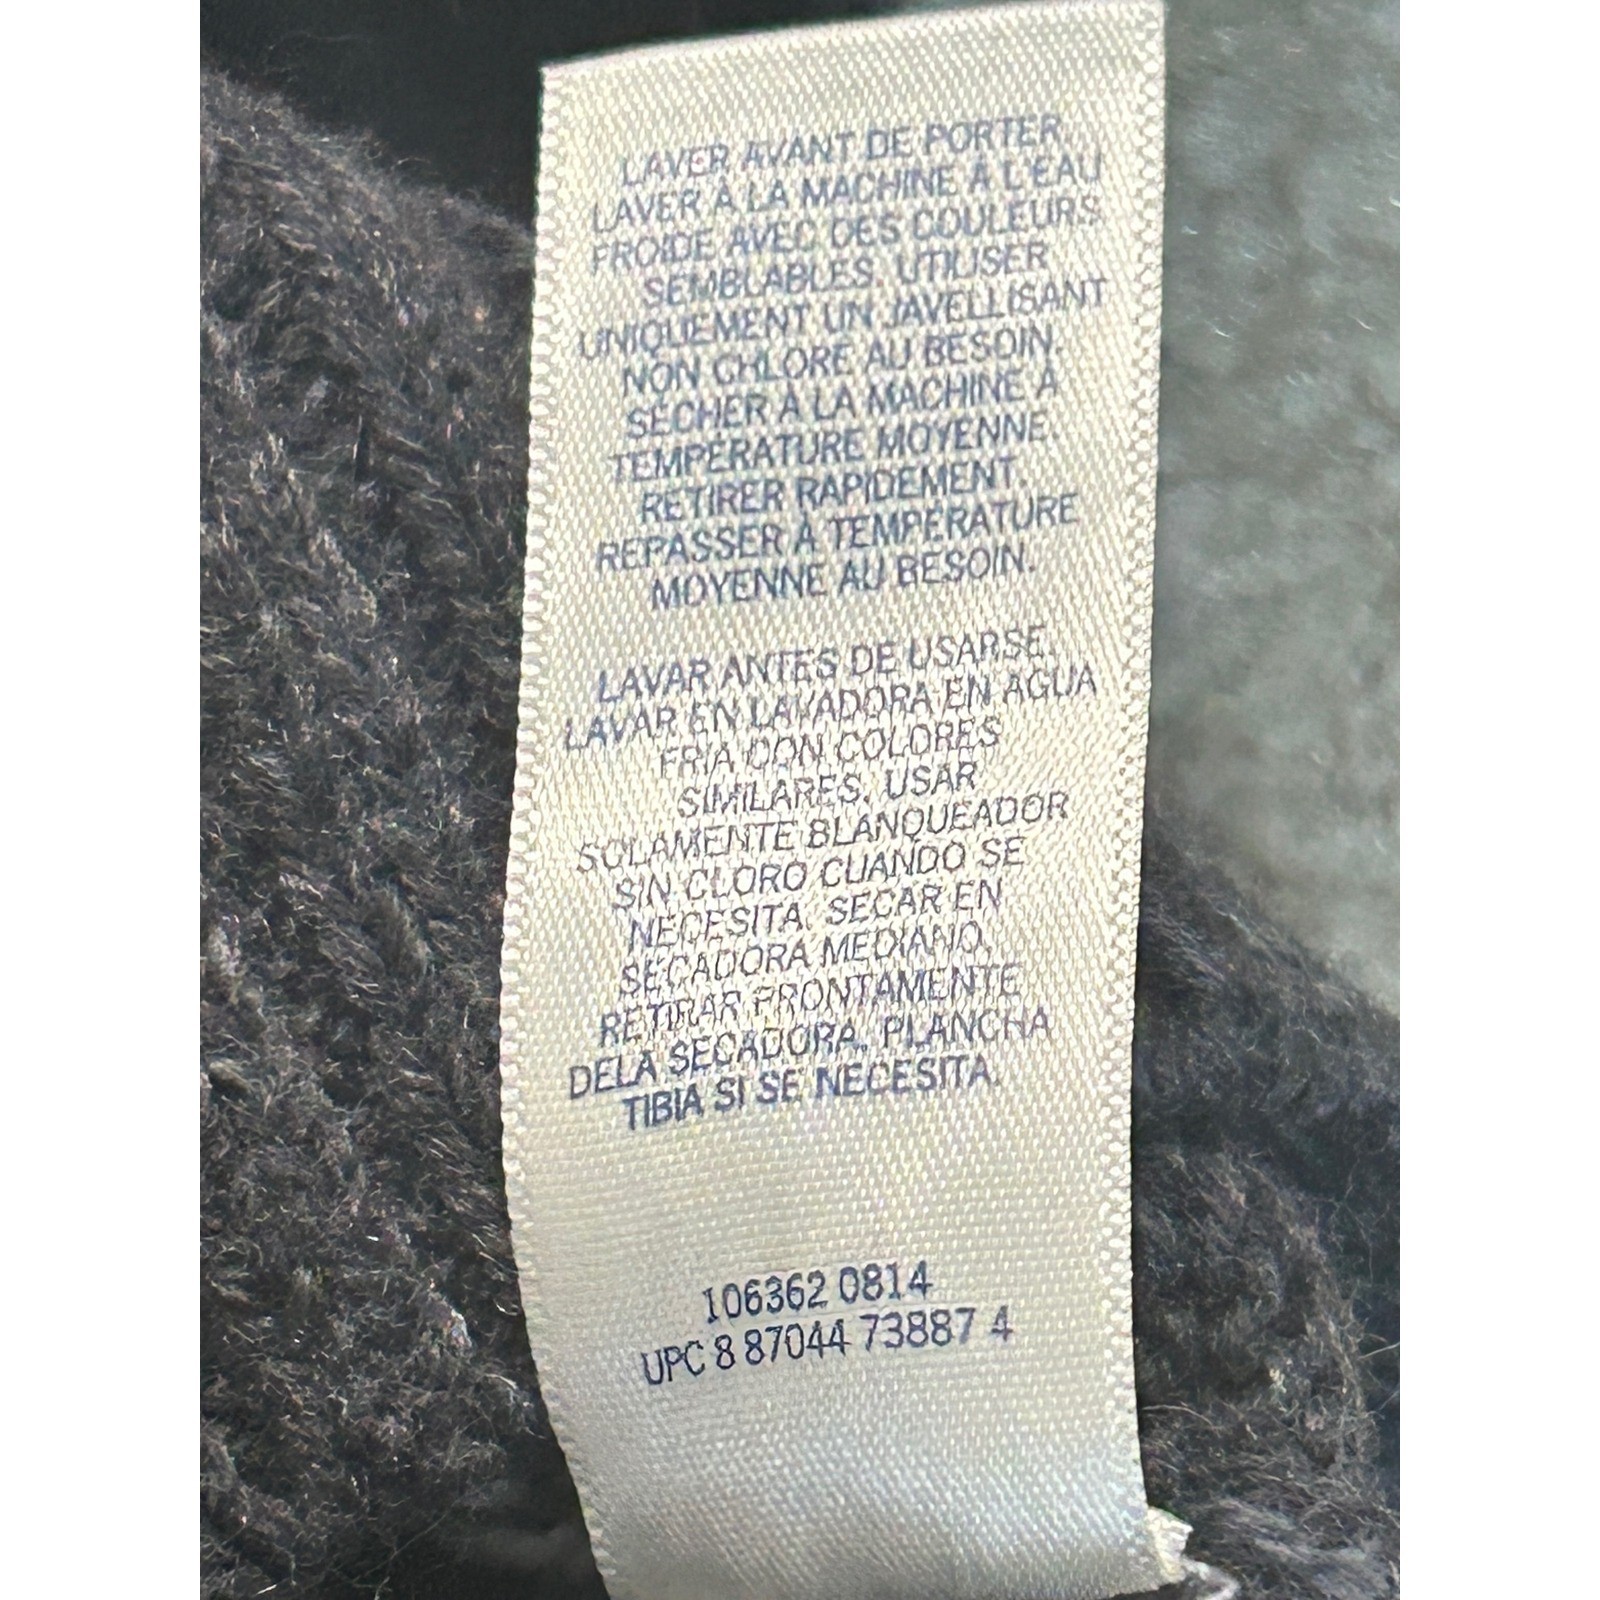 LAVER AVANT DE PORTER.
LAVER À LA MACHINE À L'EAU
FROIDE AVEC DES COULEURS
SEMBLABLES. UTILISER
UNIQUEMENT UN JAVELLISANT
NON CHLORÉ AU BESOIN.
SÉCHER À LA MACHINE À
TEMPÉRATURE MOYENNE.
RETIRER RAPIDEMENT.
REPASSER À TEMPÉRATURE
MOYENNE AU BESOIN.
LAVAR ANTES DE USARSE.
LAVAR EN LAVADORA EN AGUA
FRIA CON COLORES
SIMILARES. USAR
SOLAMENTE BLANQUEADOR
SIN CLORO CUANDO SE
NECESITA. SECAR EN
SECADORA MEDIANO.
RETIRAR PRONTAMENTE
DELA SECADORA. PLANCHA
TIBIA SI SE NECESITA.
106362 0814
UPC 8 87044 73887 4